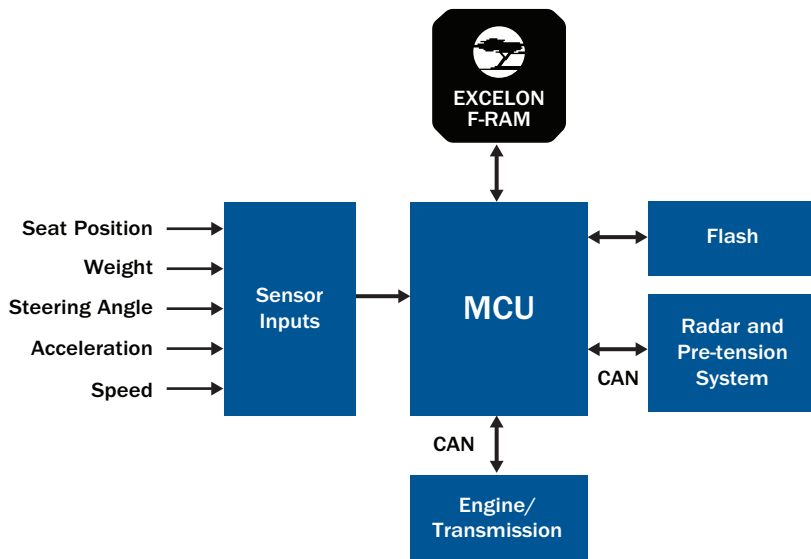 EXCELON
F-RAM
Seat Position
Weight
Steering Angle
Acceleration
Speed
Sensor
Inputs
MCU
Flash
Radar and
Pre-tension
System
CAN
CAN
Engine/
Transmission